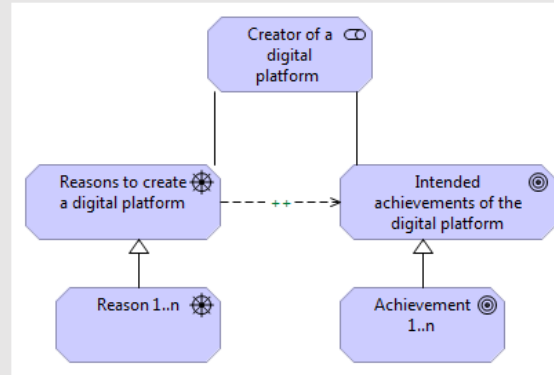 Creator of a
digital
platform
Reasons to create
a digital platform
++
Intended
achievements of the
digital platform
Reason 1..n
Achievement
1..n